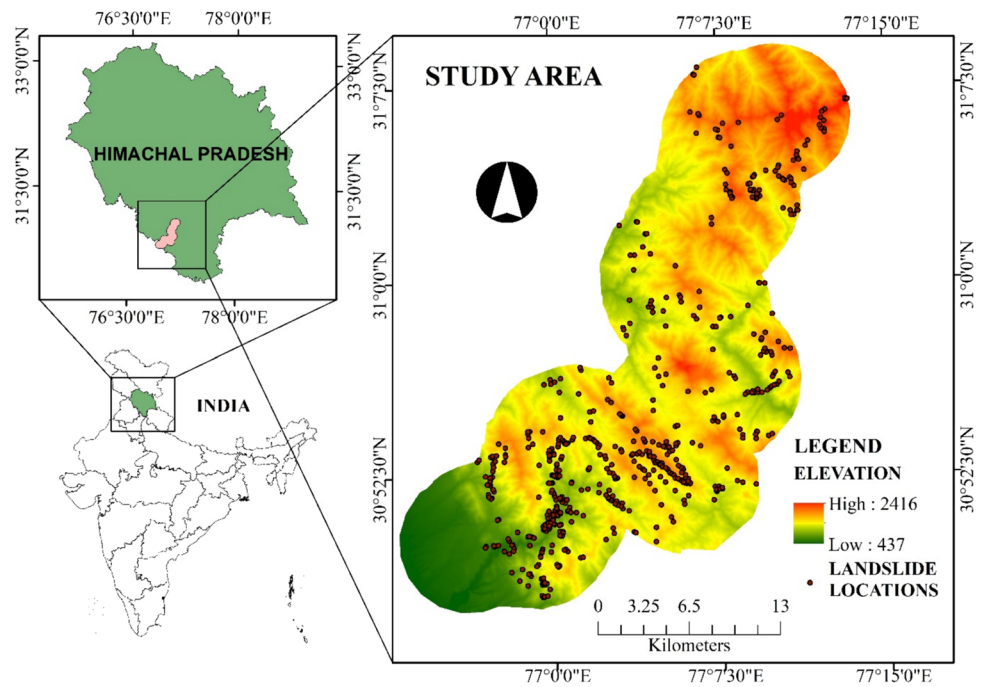 76°30'0"E 78°0'0"E
33°0'0"N
31°30'0"N
HIMACHAL PRADESH
33°0'0"N
31°30'0"N
76°30'0"E 78°0'0"E
INDIA
77°0'0"E 77°7'30"E 77°15'0"E
STUDY AREA
31°7'30"N
31°0'0"N
30°52'30"N
31°7'30"N
31°0'0"N
30°52'30"N
LEGEND
ELEVATION
High : 2416
Low : 437
LANDSLIDE
LOCATIONS
0 3.25 6.5 13
Kilometers
77°0'0"E 77°7'30"E 77°15'0"E